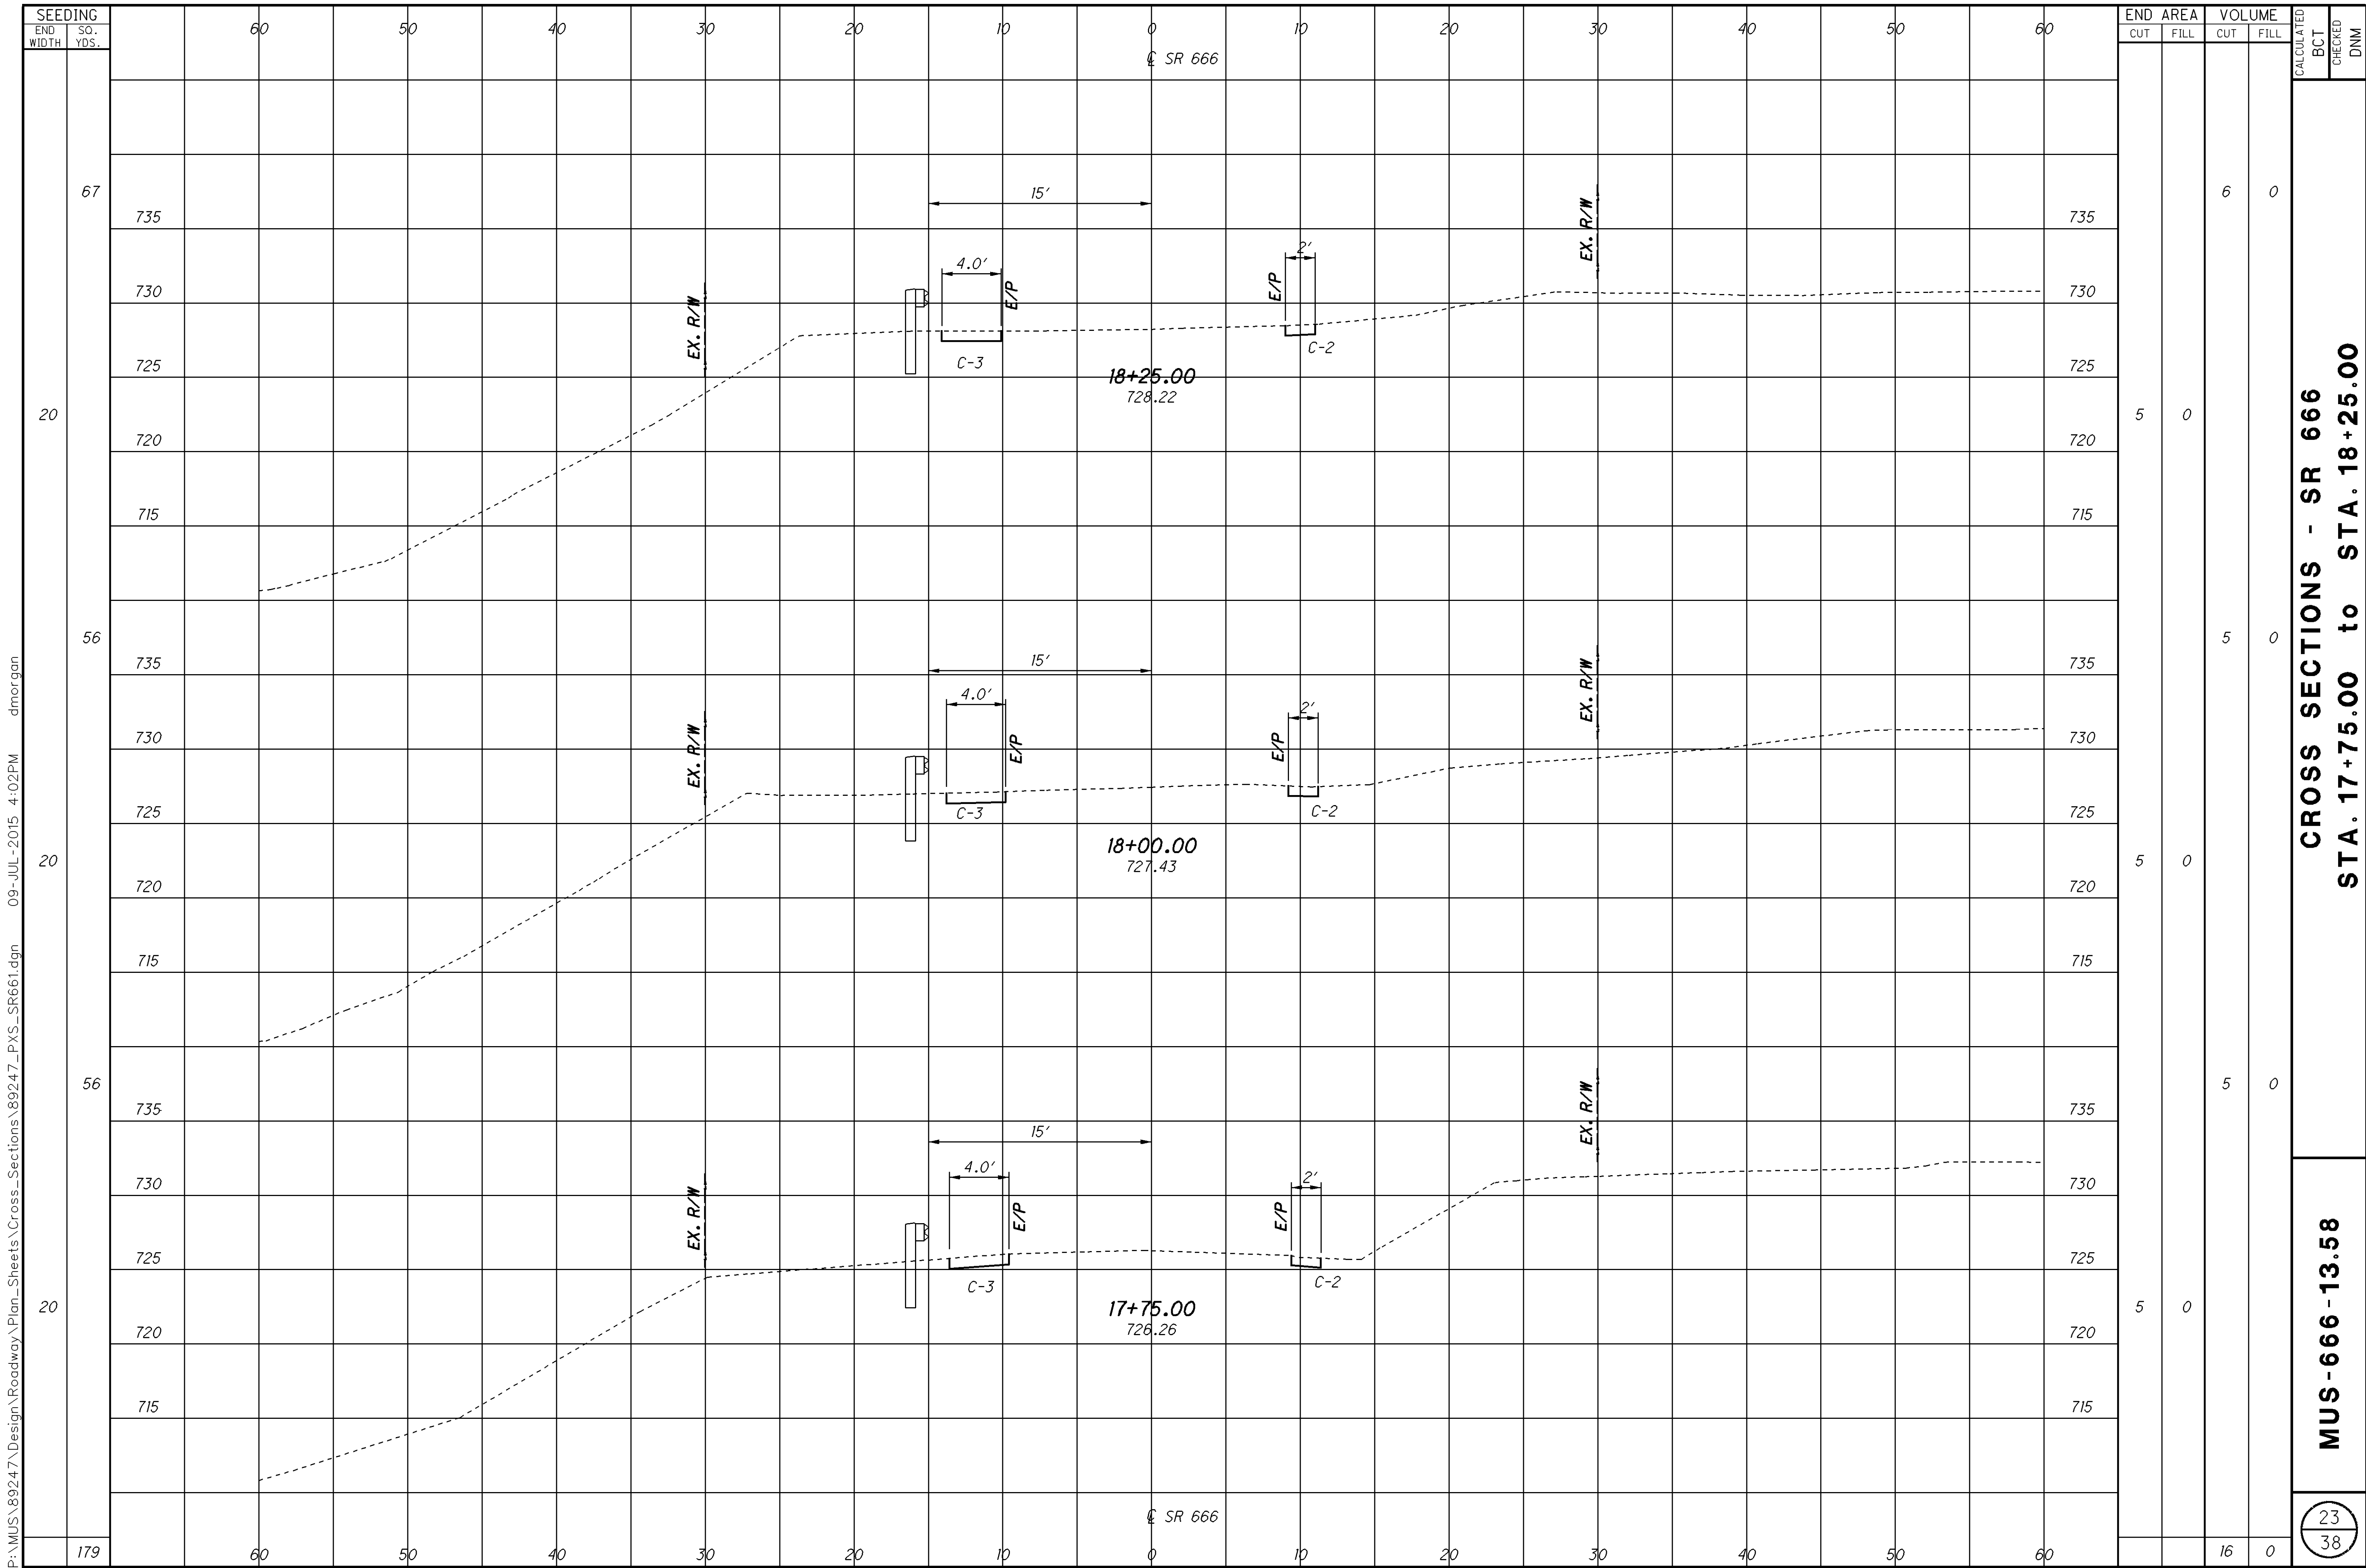 SEEDING
END WIDTH SQ. YDS.
60 50 40 30 20 10 0 10 20 30 40 50 60
END AREA VOLUME
CUT FILL CUT FILL
CALCULATED
BCT
CHECKED
DNM
℄ SR 666
67 6 0
15'
735 735
EX. R/W
2'
4.0'
E/P E/P
730 730
EX. R/W
C-2
C-3
725 725
18+25.00
728.22
20 5 0
720 720
715 715
56 5 0
15'
735 735
EX. R/W
4.0'
2'
E/P E/P
730 730
EX. R/W
C-3 C-2
725 725
18+00.00
727.43
20 5 0
720 720
715 715
56 5 0
735 735
EX. R/W
15'
4.0'
2'
730 730
EX. R/W
E/P E/P
725 725
C-3 C-2
17+75.00
726.26
20 5 0
720 720
715 715
℄ SR 666
179 16 0
60 50 40 30 20 10 0 10 20 30 40 50 60
CROSS SECTIONS - SR 666
STA. 17+75.00 to STA. 18+25.00
MUS-666-13.58
23
38
P:\MUS\89247\Design\Roadway\Plan_Sheets\Cross_Sections\89247_PXS_SR661.dgn 09-JUL-2015 4:02PM dmorgan